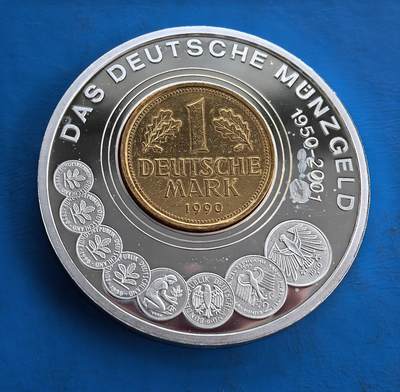 DAS DEUTSCHE MÜNZGELD
1950-2001
1
DEUTSCHE
MARK
1990